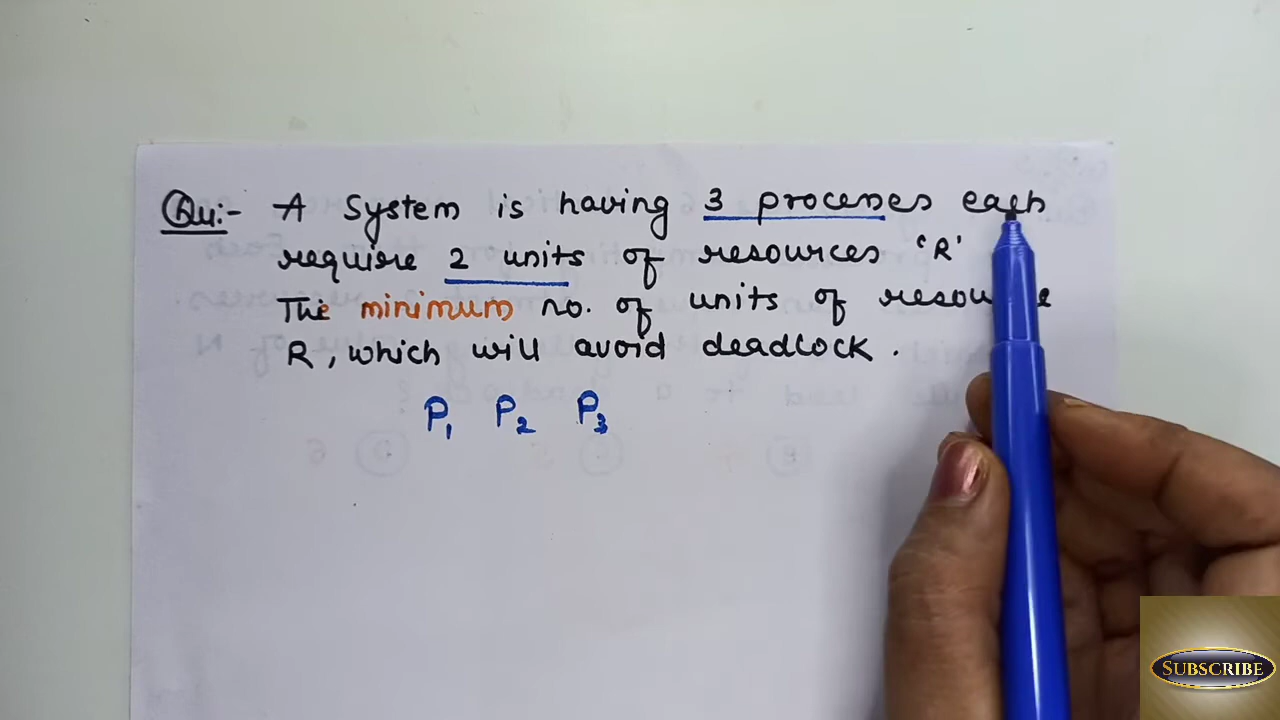 Qu:- A System is having 3 processes each
require 2 units of resources 'R'
The minimum no. of units of resource
R, which will avoid deadlock.
P1 P2 P3
SUBSCRIBE